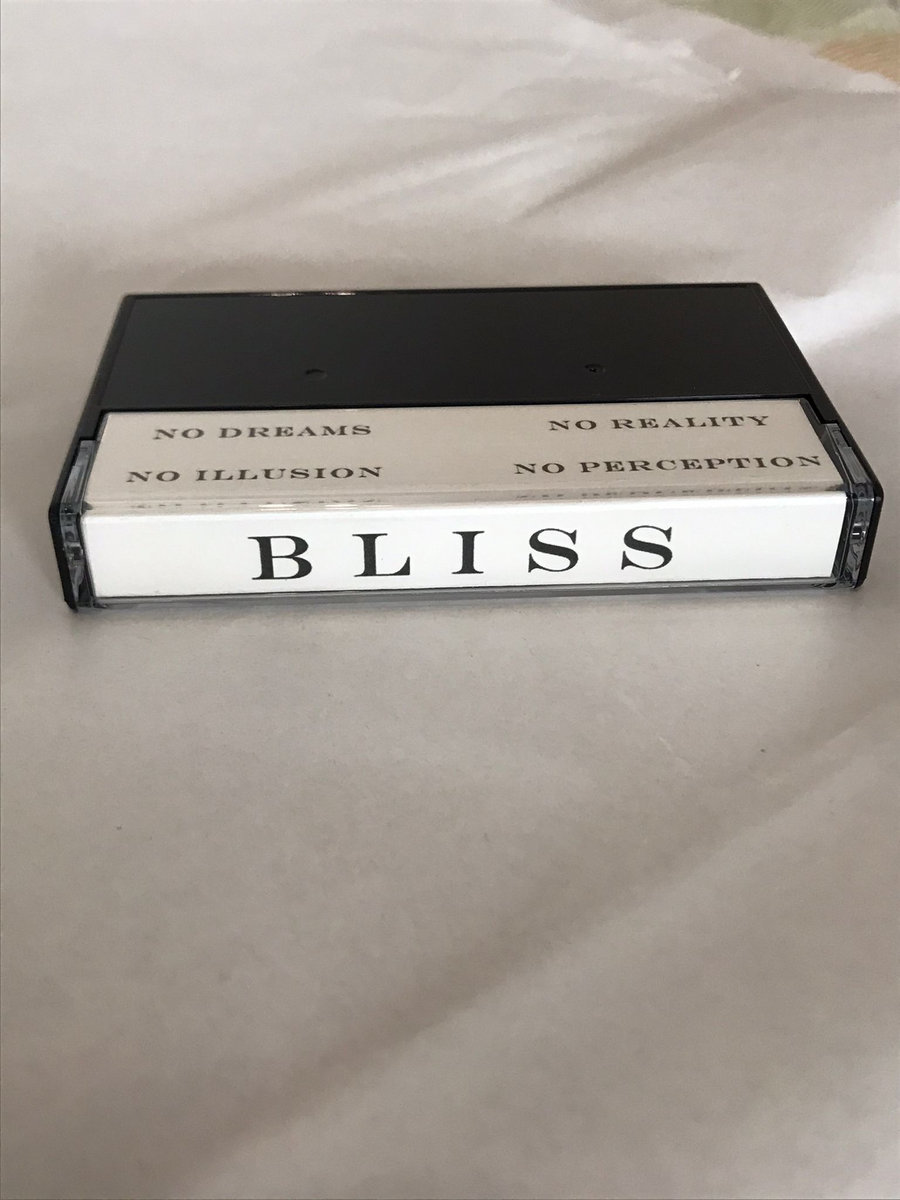 NO DREAMS NO REALITY
NO ILLUSION NO PERCEPTION
BLISS